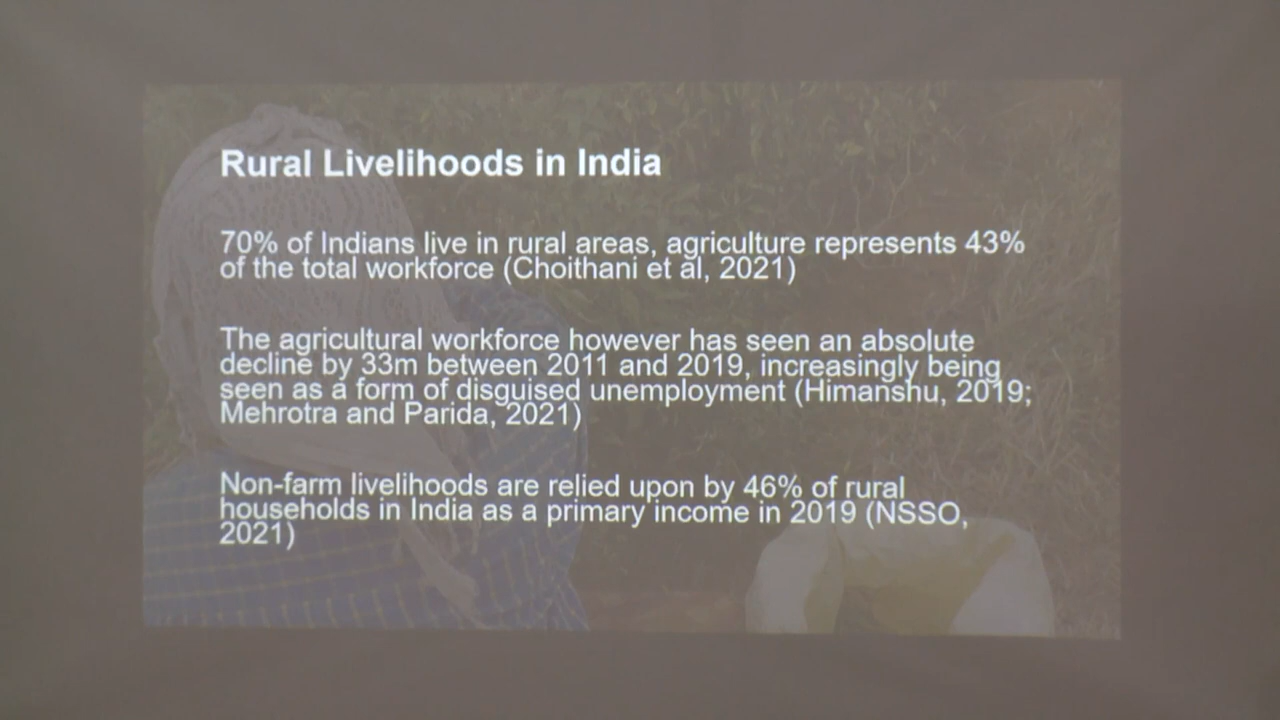 Rural Livelihoods in India
70% of Indians live in rural areas, agriculture represents 43%
of the total workforce (Choithani et al, 2021)
The agricultural workforce however has seen an absolute
decline by 33m between 2011 and 2019, increasingly being
seen as a form of disguised unemployment (Himanshu, 2019;
Mehrotra and Parida, 2021)
Non-farm livelihoods are relied upon by 46% of rural
households in India as a primary income in 2019 (NSSO,
2021)